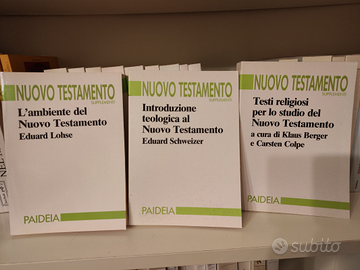 NUOVO TESTAMENTO
SUPPLEMENTI
L'ambiente del
Nuovo Testamento
Eduard Lohse
PAIDEIA
NUOVO TESTAMENTO
SUPPLEMENTI
Introduzione
teologica al
Nuovo Testamento
Eduard Schweizer
PAIDEIA
NUOVO TESTAMENTO
SUPPLEMENTI
Testi religiosi
per lo studio del
Nuovo Testamento
a cura di Klaus Berger
e Carsten Colpe
PAIDEIA
subito